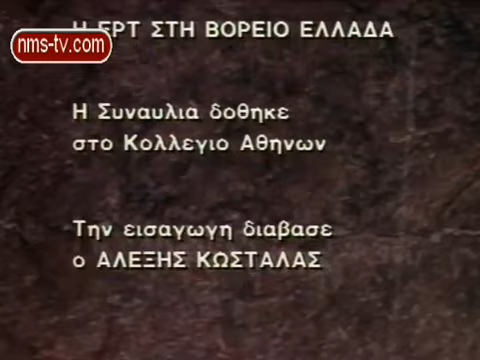 Η ΕΡΤ ΣΤΗ ΒΟΡΕΙΟ ΕΛΛΑΔΑ
nms-tv.com
Η Συναυλια δοθηκε
στο Κολλεγιο Αθηνων
Την εισαγωγη διαβασε
ο ΑΛΕΞΗΣ ΚΩΣΤΑΛΑΣ